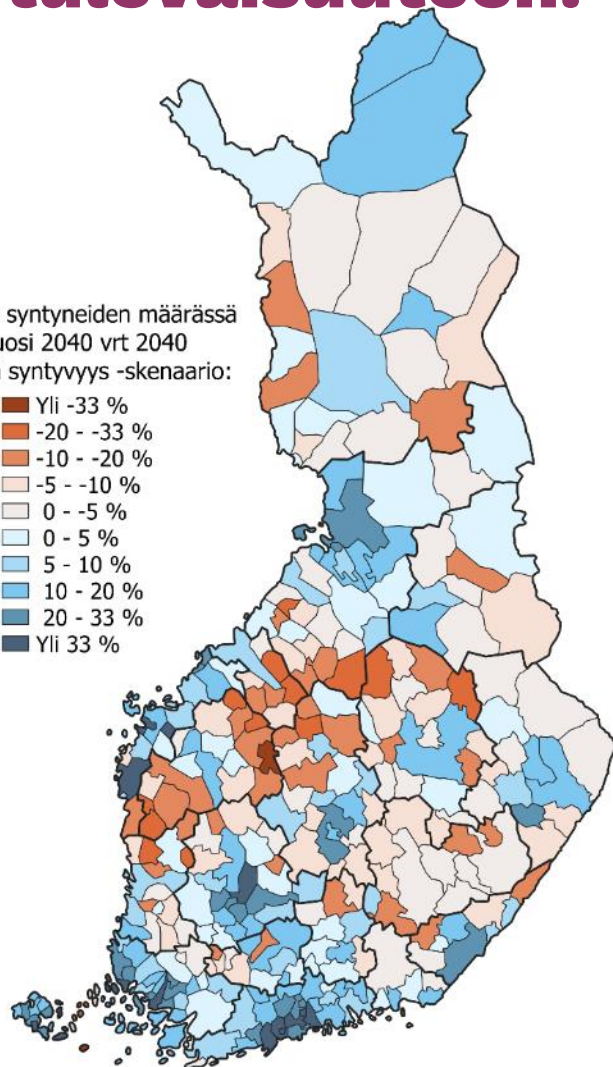 syntyneiden määrässä
2040 vrt 2040
syntyvyys -skenaario:
Yli -33 %
-20 - -33 %
-10 - -20 %
-5 - -10 %
0 - -5 %
0 - 5 %
5 - 10 %
10 - 20 %
20 - 33 %
Yli 33 %